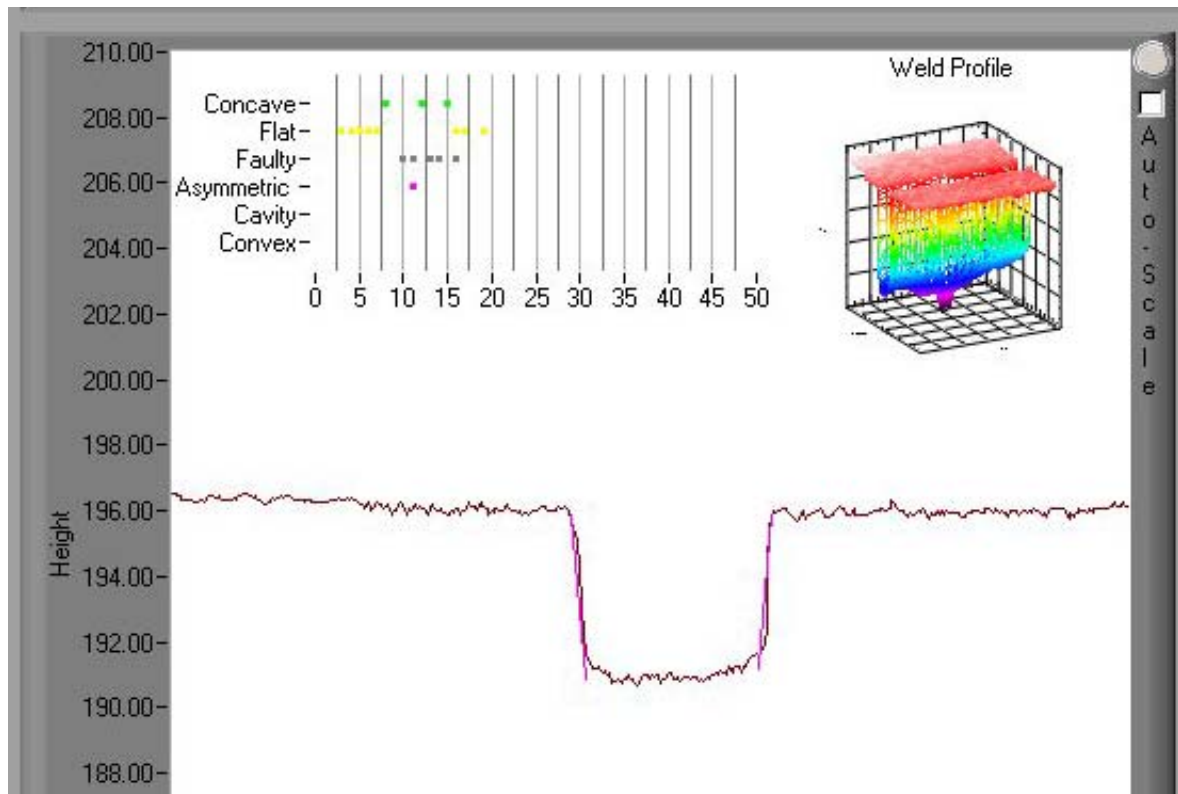 210.00
208.00
206.00
204.00
202.00
200.00
198.00
196.00
194.00
192.00
190.00
188.00
Height
Concave
Flat
Faulty
Asymmetric
Cavity
Convex
0 5 10 15 20 25 30 35 40 45 50
Weld Profile
Auto-Scale